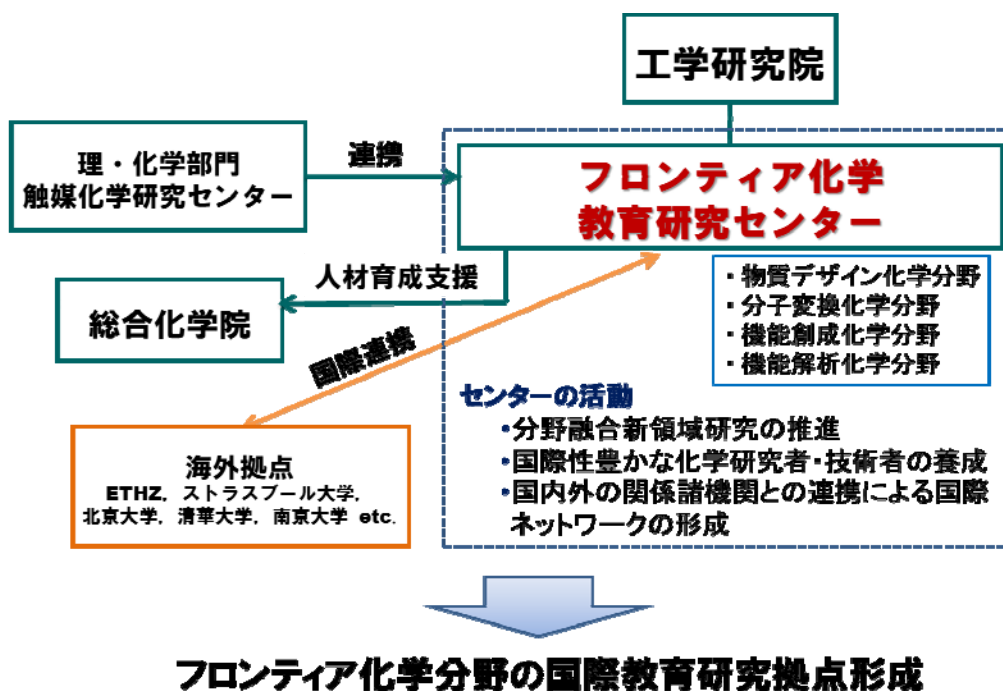 工学研究院
理・化学部門
触媒化学研究センター
連携
フロンティア化学
教育研究センター
人材育成支援
総合化学院
国際連携
・物質デザイン化学分野
・分子変換化学分野
・機能創成化学分野
・機能解析化学分野
センターの活動
・分野融合新領域研究の推進
・国際性豊かな化学研究者・技術者の養成
・国内外の関係諸機関との連携による国際
ネットワークの形成
海外拠点
ETHZ, ストラスブール大学,
北京大学, 清華大学, 南京大学 etc.
フロンティア化学分野の国際教育研究拠点形成